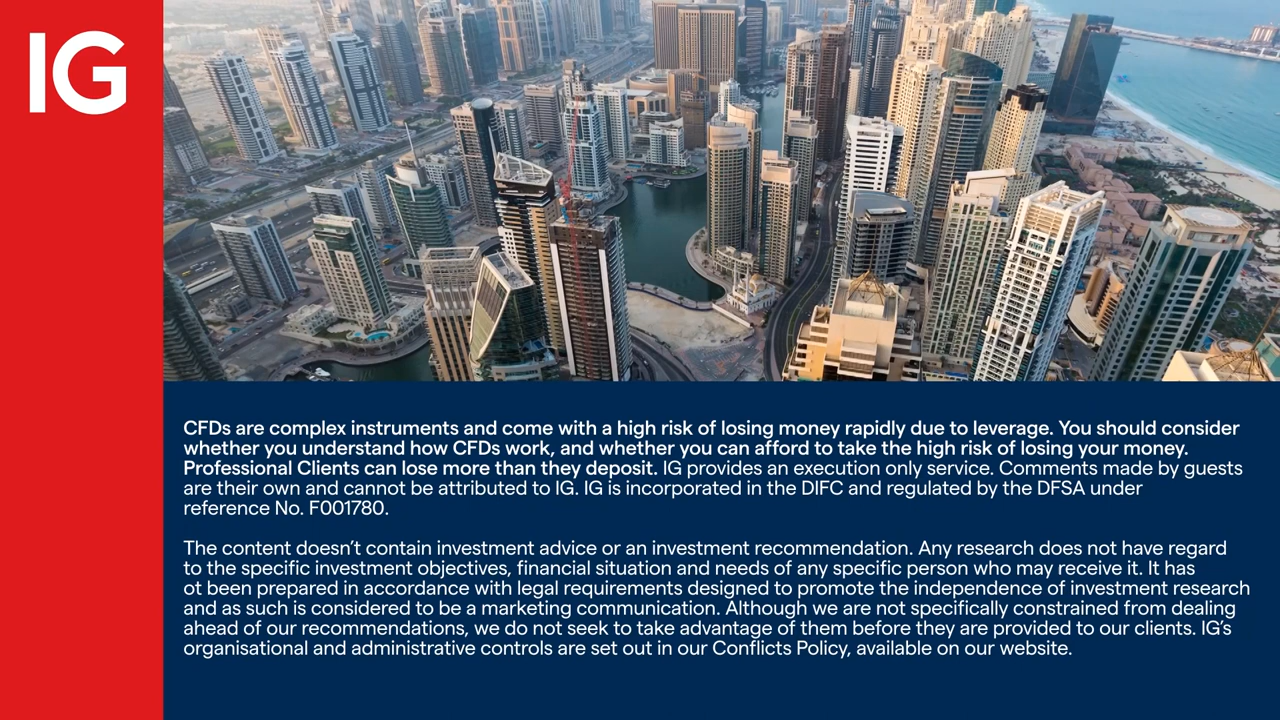 IG
CFDs are complex instruments and come with a high risk of losing money rapidly due to leverage. You should consider
whether you understand how CFDs work, and whether you can afford to take the high risk of losing your money.
Professional Clients can lose more than they deposit. IG provides an execution only service. Comments made by guests
are their own and cannot be attributed to IG. IG is incorporated in the DIFC and regulated by the DFSA under
reference No. F001780.
The content doesn’t contain investment advice or an investment recommendation. Any research does not have regard
to the specific investment objectives, financial situation and needs of any specific person who may receive it. It has
ot been prepared in accordance with legal requirements designed to promote the independence of investment research
and as such is considered to be a marketing communication. Although we are not specifically constrained from dealing
ahead of our recommendations, we do not seek to take advantage of them before they are provided to our clients. IG’s
organisational and administrative controls are set out in our Conflicts Policy, available on our website.